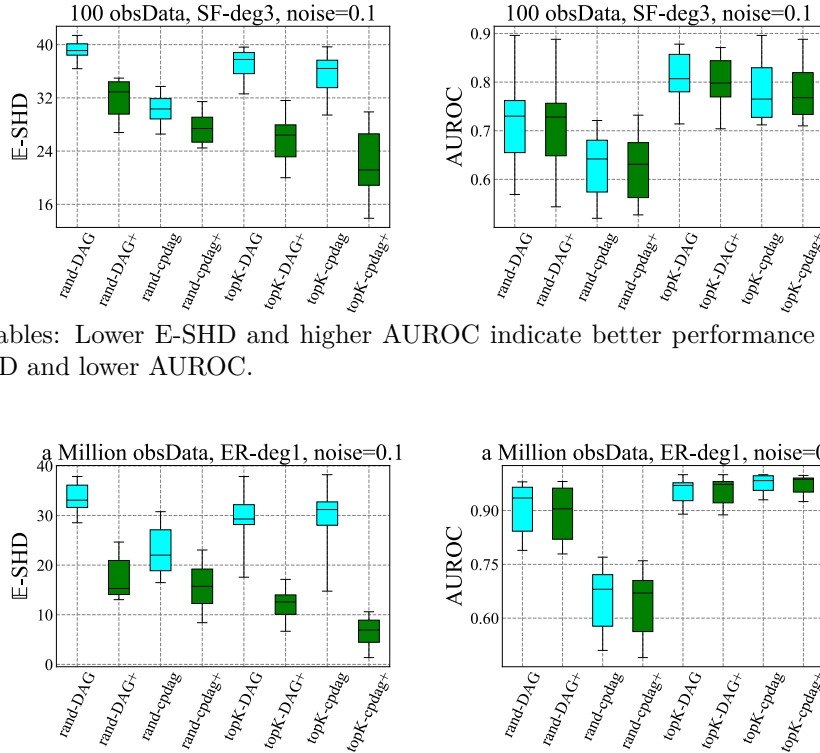 100 obsData, SF-deg3, noise=0.1
100 obsData, SF-deg3, noise=0.1
𝔼-SHD
40
32
24
16
rand-DAG
rand-DAG+
rand-cpdag
rand-cpdag+
topK-DAG
topK-DAG+
topK-cpdag
topK-cpdag+
AUROC
0.9
0.8
0.7
0.6
rand-DAG
rand-DAG+
rand-cpdag
rand-cpdag+
topK-DAG
topK-DAG+
topK-cpdag
topK-cpdag+
ables: Lower E-SHD and higher AUROC indicate better performance
D and lower AUROC.
a Million obsData, ER-deg1, noise=0.1
a Million obsData, ER-deg1, noise=0
𝔼-SHD
40
30
20
10
0
rand-DAG
rand-DAG+
rand-cpdag
rand-cpdag+
topK-DAG
topK-DAG+
topK-cpdag
topK-cpdag+
AUROC
0.90
0.75
0.60
rand-DAG
rand-DAG+
rand-cpdag
rand-cpdag+
topK-DAG
topK-DAG+
topK-cpdag
topK-cpdag+